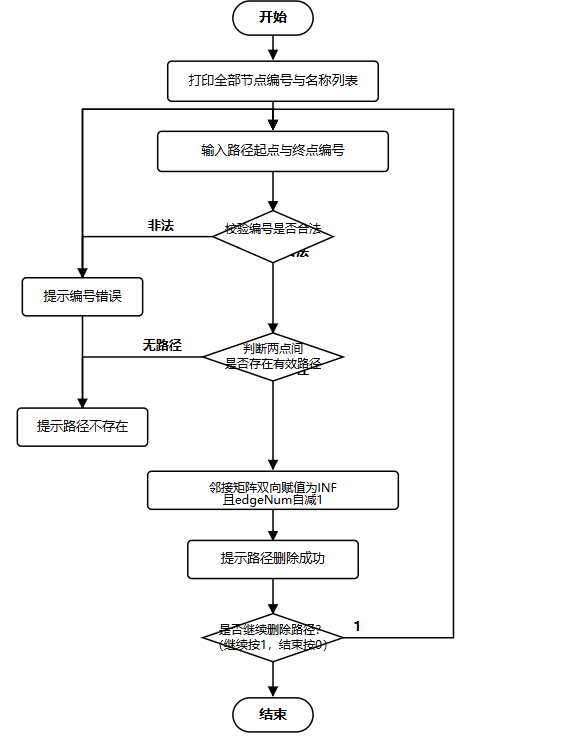 开始
打印全部节点编号与名称列表
输入路径起点与终点编号
校验编号是否合法
非法
法
提示编号错误
判断两点间
是否存在有效路径
无路径
提示路径不存在
邻接矩阵双向赋值为INF
且edgeNum自减1
提示路径删除成功
是否继续删除路径?
(继续按1，结束按0)
1
结束